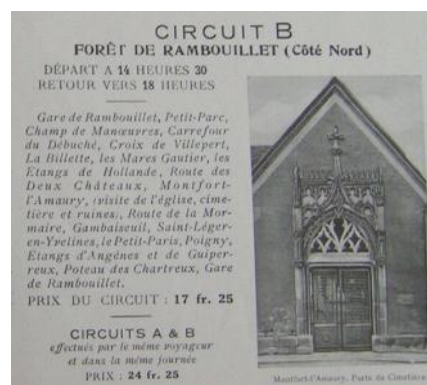 CIRCUIT B
FORÊT DE RAMBOUILLET (Côté Nord)
DÉPART A 14 HEURES 30
RETOUR VERS 18 HEURES
Gare de Rambouillet, Petit-Parc,
Champ de Manœuvres, Carrefour
du Débuché, Croix de Villepert,
La Billette, les Mares Gautier, les
Etangs de Hollande, Route des
Deux Châteaux, Montfort-
l'Amaury, (visite de l'église, cime-
tière et ruines), Route de la Mor-
maire, Gambaiseuil, Saint-Léger-
en-Yvelines, le Petit-Paris, Poigny,
Etangs d'Angênes et de Guiper-
reux, Poteau des Chartreux, Gare
de Rambouillet.
PRIX DU CIRCUIT : 17 fr. 25
CIRCUITS A & B
effectués par le même voyageur
et dans la même journée
PRIX : 24 fr. 25
Montfort-l'Amaury, Porte du Cimetière